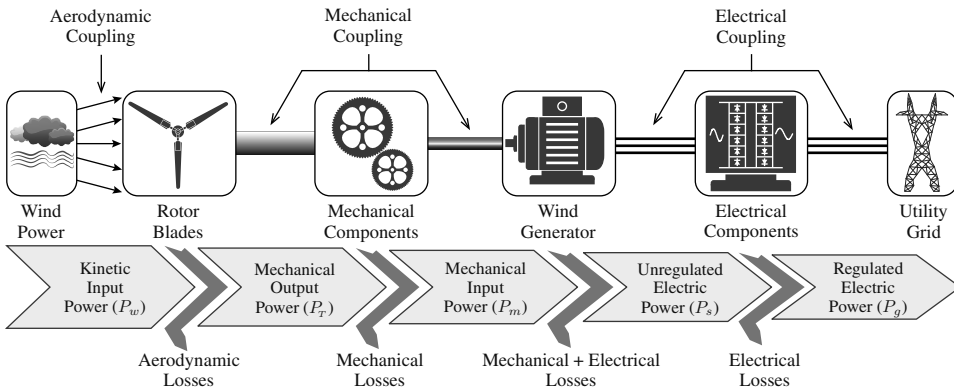 Aerodynamic
Coupling
Mechanical
Coupling
Electrical
Coupling
Wind
Power
Rotor
Blades
Mechanical
Components
Wind
Generator
Electrical
Components
Utility
Grid
Kinetic
Input
Power (P_w)
Mechanical
Output
Power (P_T)
Mechanical
Input
Power (P_m)
Unregulated
Electric
Power (P_s)
Regulated
Electric
Power (P_g)
Aerodynamic
Losses
Mechanical
Losses
Mechanical + Electrical
Losses
Electrical
Losses